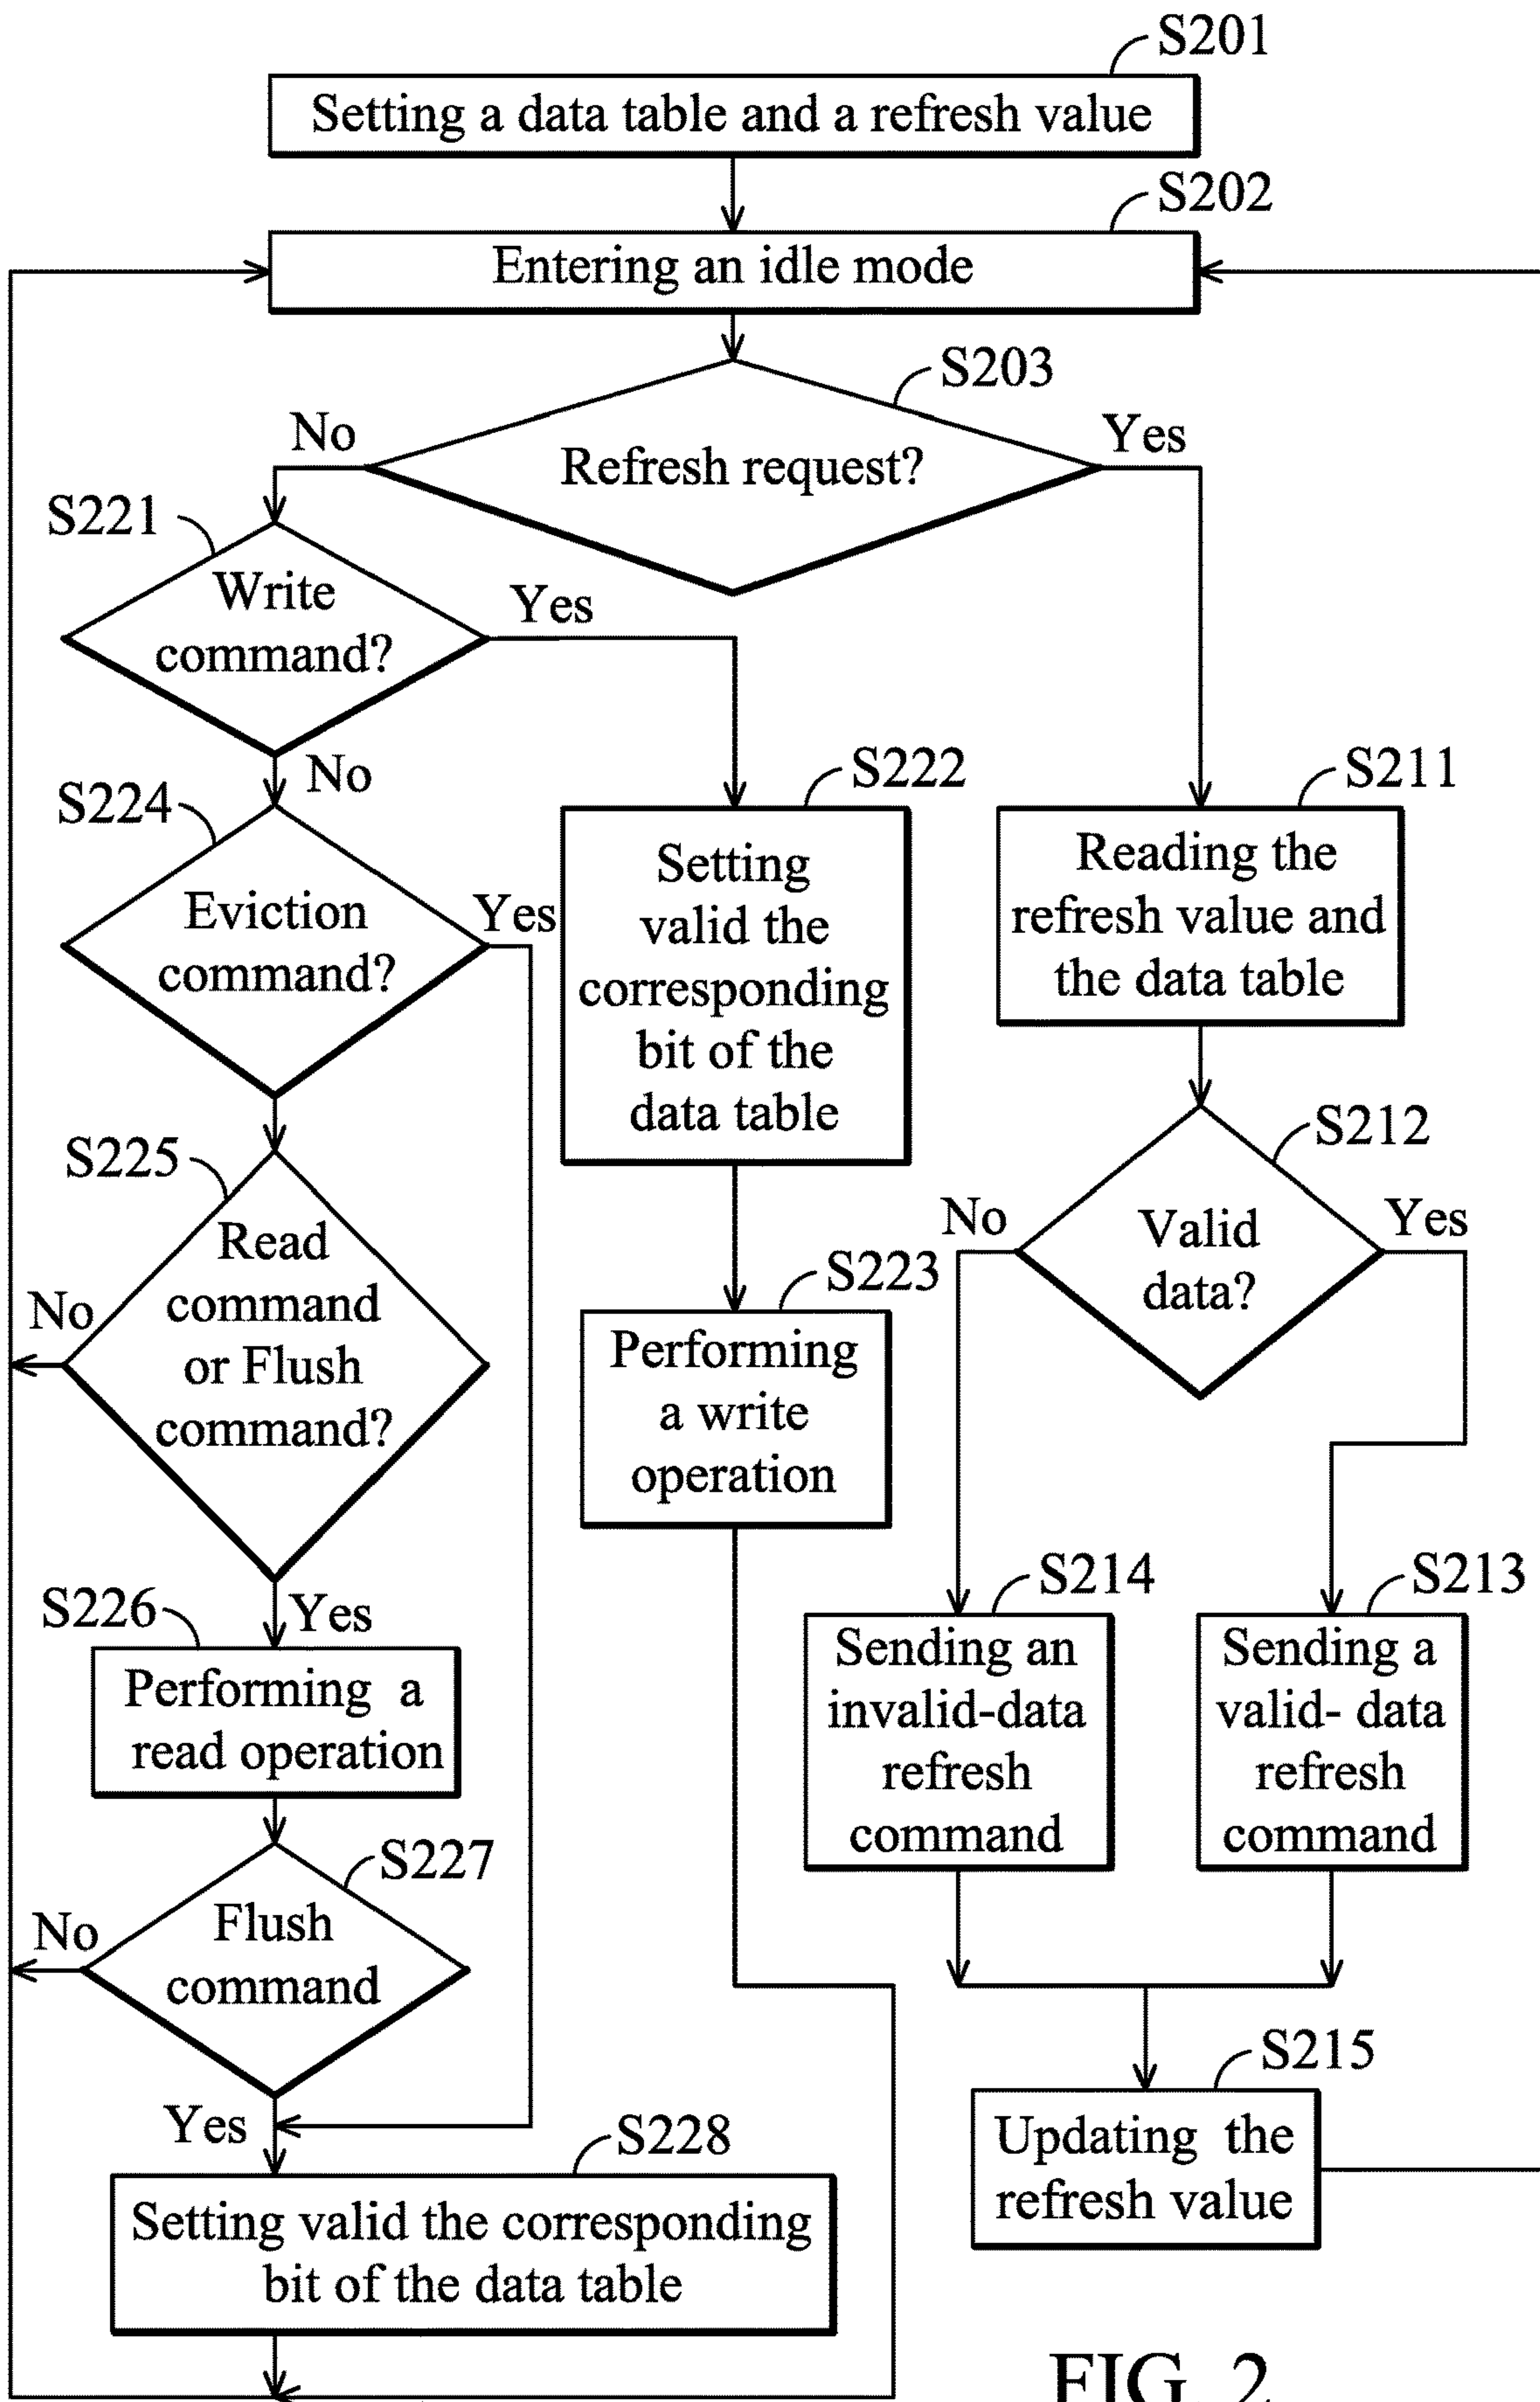 S201
Setting a data table and a refresh value
S202
Entering an idle mode
S203
No
Refresh request?
Yes
S221
Write
command?
Yes
No
S222
S211
S224
Eviction
command?
Yes
Setting
valid the
corresponding
bit of the
data table
Reading the
refresh value and
the data table
S212
No
Valid
data?
Yes
S225
Read
command
or Flush
command?
No
S223
Performing
a write
operation
Yes
S226
Performing a
read operation
S214
Sending an
invalid-data
refresh
command
S213
Sending a
valid- data
refresh
command
S227
No
Flush
command
Yes
S215
Updating the
refresh value
S228
Setting valid the corresponding
bit of the data table
FIG. 2